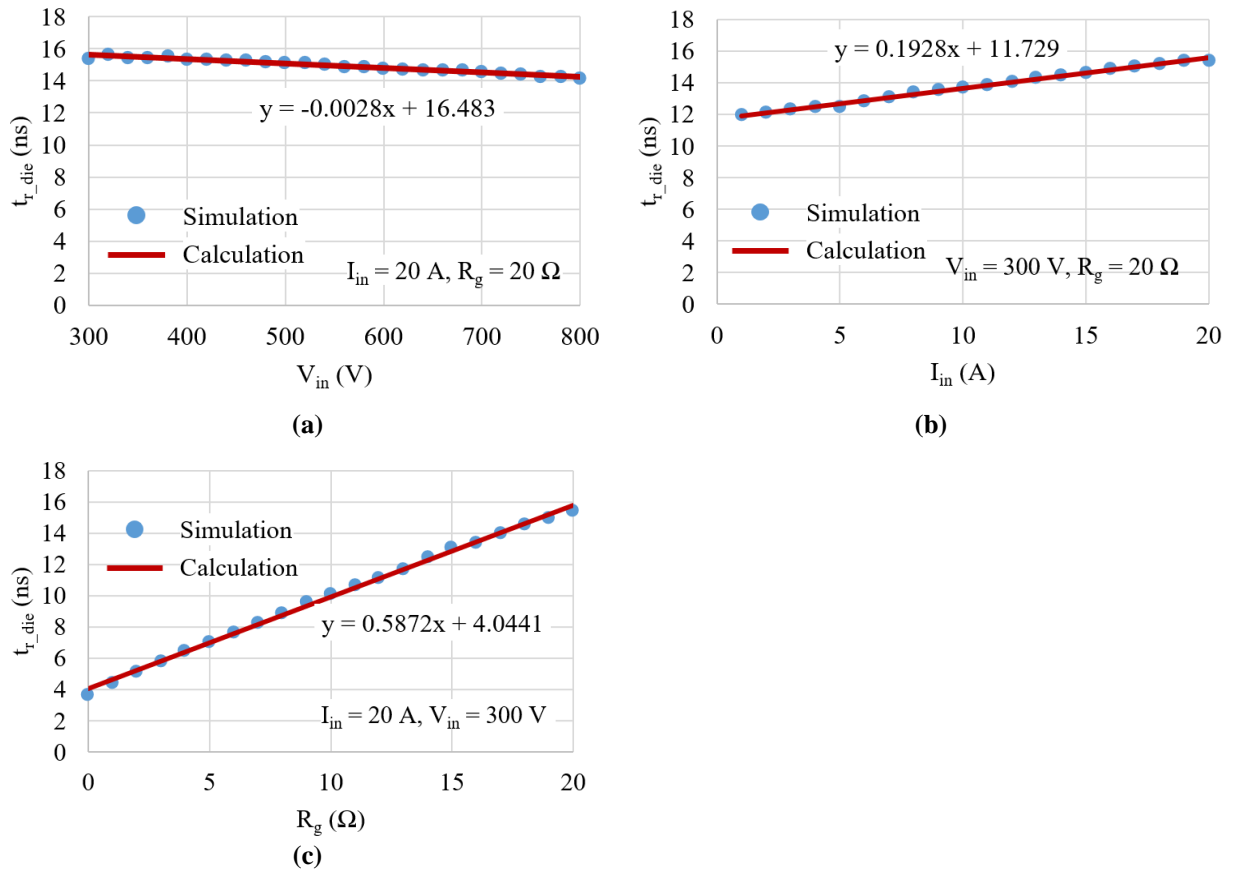 18
16
14
12
10
8
6
4
2
0
t_r_die (ns)
y = -0.0028x + 16.483
Simulation
Calculation
I_in = 20 A, R_g = 20 Ω
300 400 500 600 700 800
V_in (V)
(a)
18
16
14
12
10
8
6
4
2
0
t_r_die (ns)
y = 0.1928x + 11.729
Simulation
Calculation
V_in = 300 V, R_g = 20 Ω
0 5 10 15 20
I_in (A)
(b)
18
16
14
12
10
8
6
4
2
0
t_r_die (ns)
Simulation
Calculation
y = 0.5872x + 4.0441
I_in = 20 A, V_in = 300 V
0 5 10 15 20
R_g (Ω)
(c)